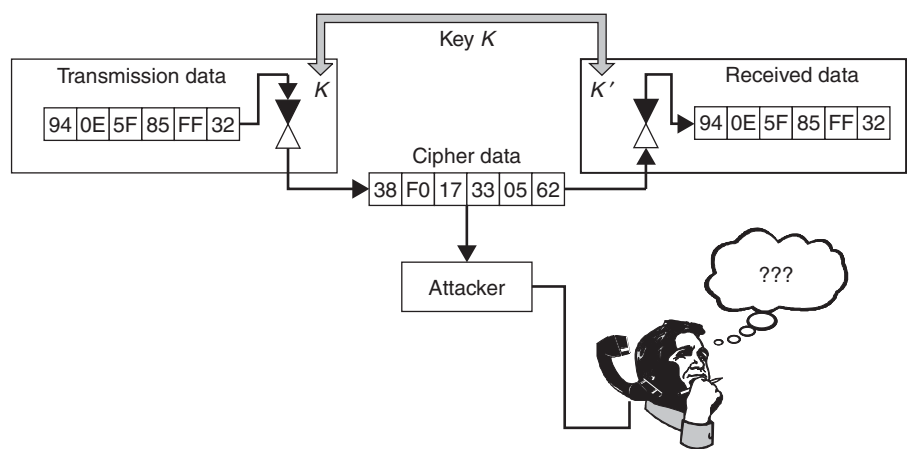 Key K
Transmission data
K
94 0E 5F 85 FF 32
K′
Received data
94 0E 5F 85 FF 32
Cipher data
38 F0 17 33 05 62
Attacker
???